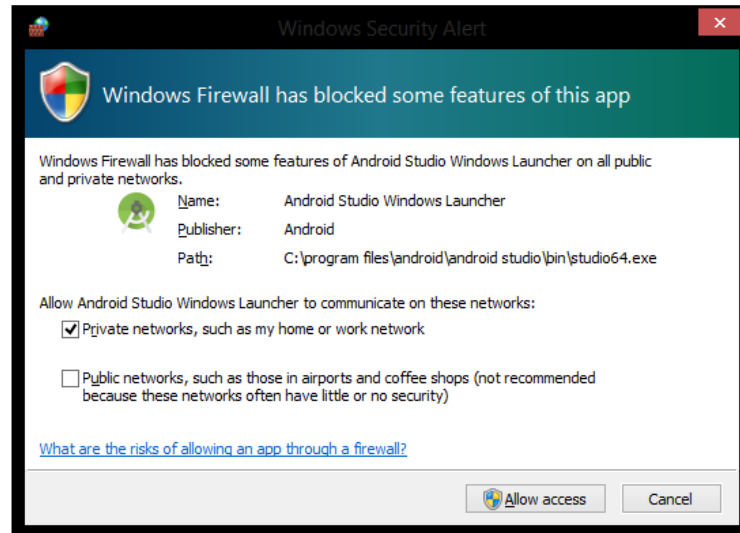 Windows Security Alert
Windows Firewall has blocked some features of this app
Windows Firewall has blocked some features of Android Studio Windows Launcher on all public
and private networks.
Name: Android Studio Windows Launcher
Publisher: Android
Path: C:\program files\android\android studio\bin\studio64.exe
Allow Android Studio Windows Launcher to communicate on these networks:
Private networks, such as my home or work network
Public networks, such as those in airports and coffee shops (not recommended
because these networks often have little or no security)
What are the risks of allowing an app through a firewall?
Allow access Cancel